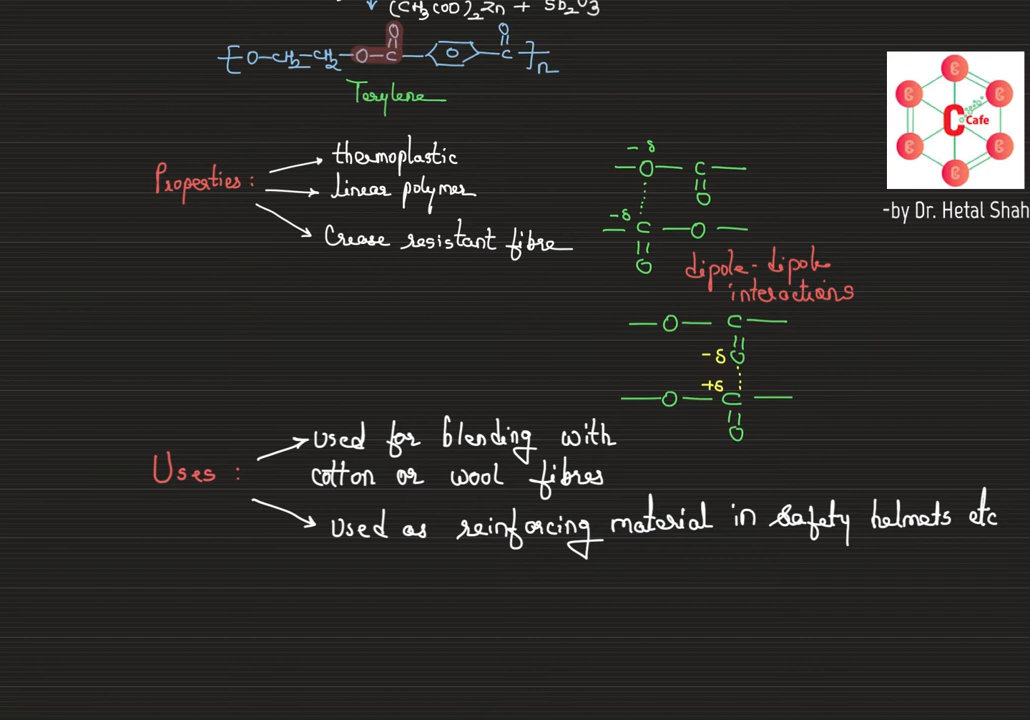 (CH3COO)2Zn + Sb2O3
[-O-CH2-CH2-O-C(=O)-C6H4-C(=O)-]n
Terylene
Properties :
thermoplastic
linear polymer
Crease resistant fibre
-δ
-O-C-
O
-δ
-C-O-
O
dipole-dipole
interactions
-O-C-
-δ O
+δ
-O-C-
O
C Cafe
-by Dr. Hetal Shah
Uses :
used for blending with
cotton or wool fibres
used as reinforcing material in safety helmets etc